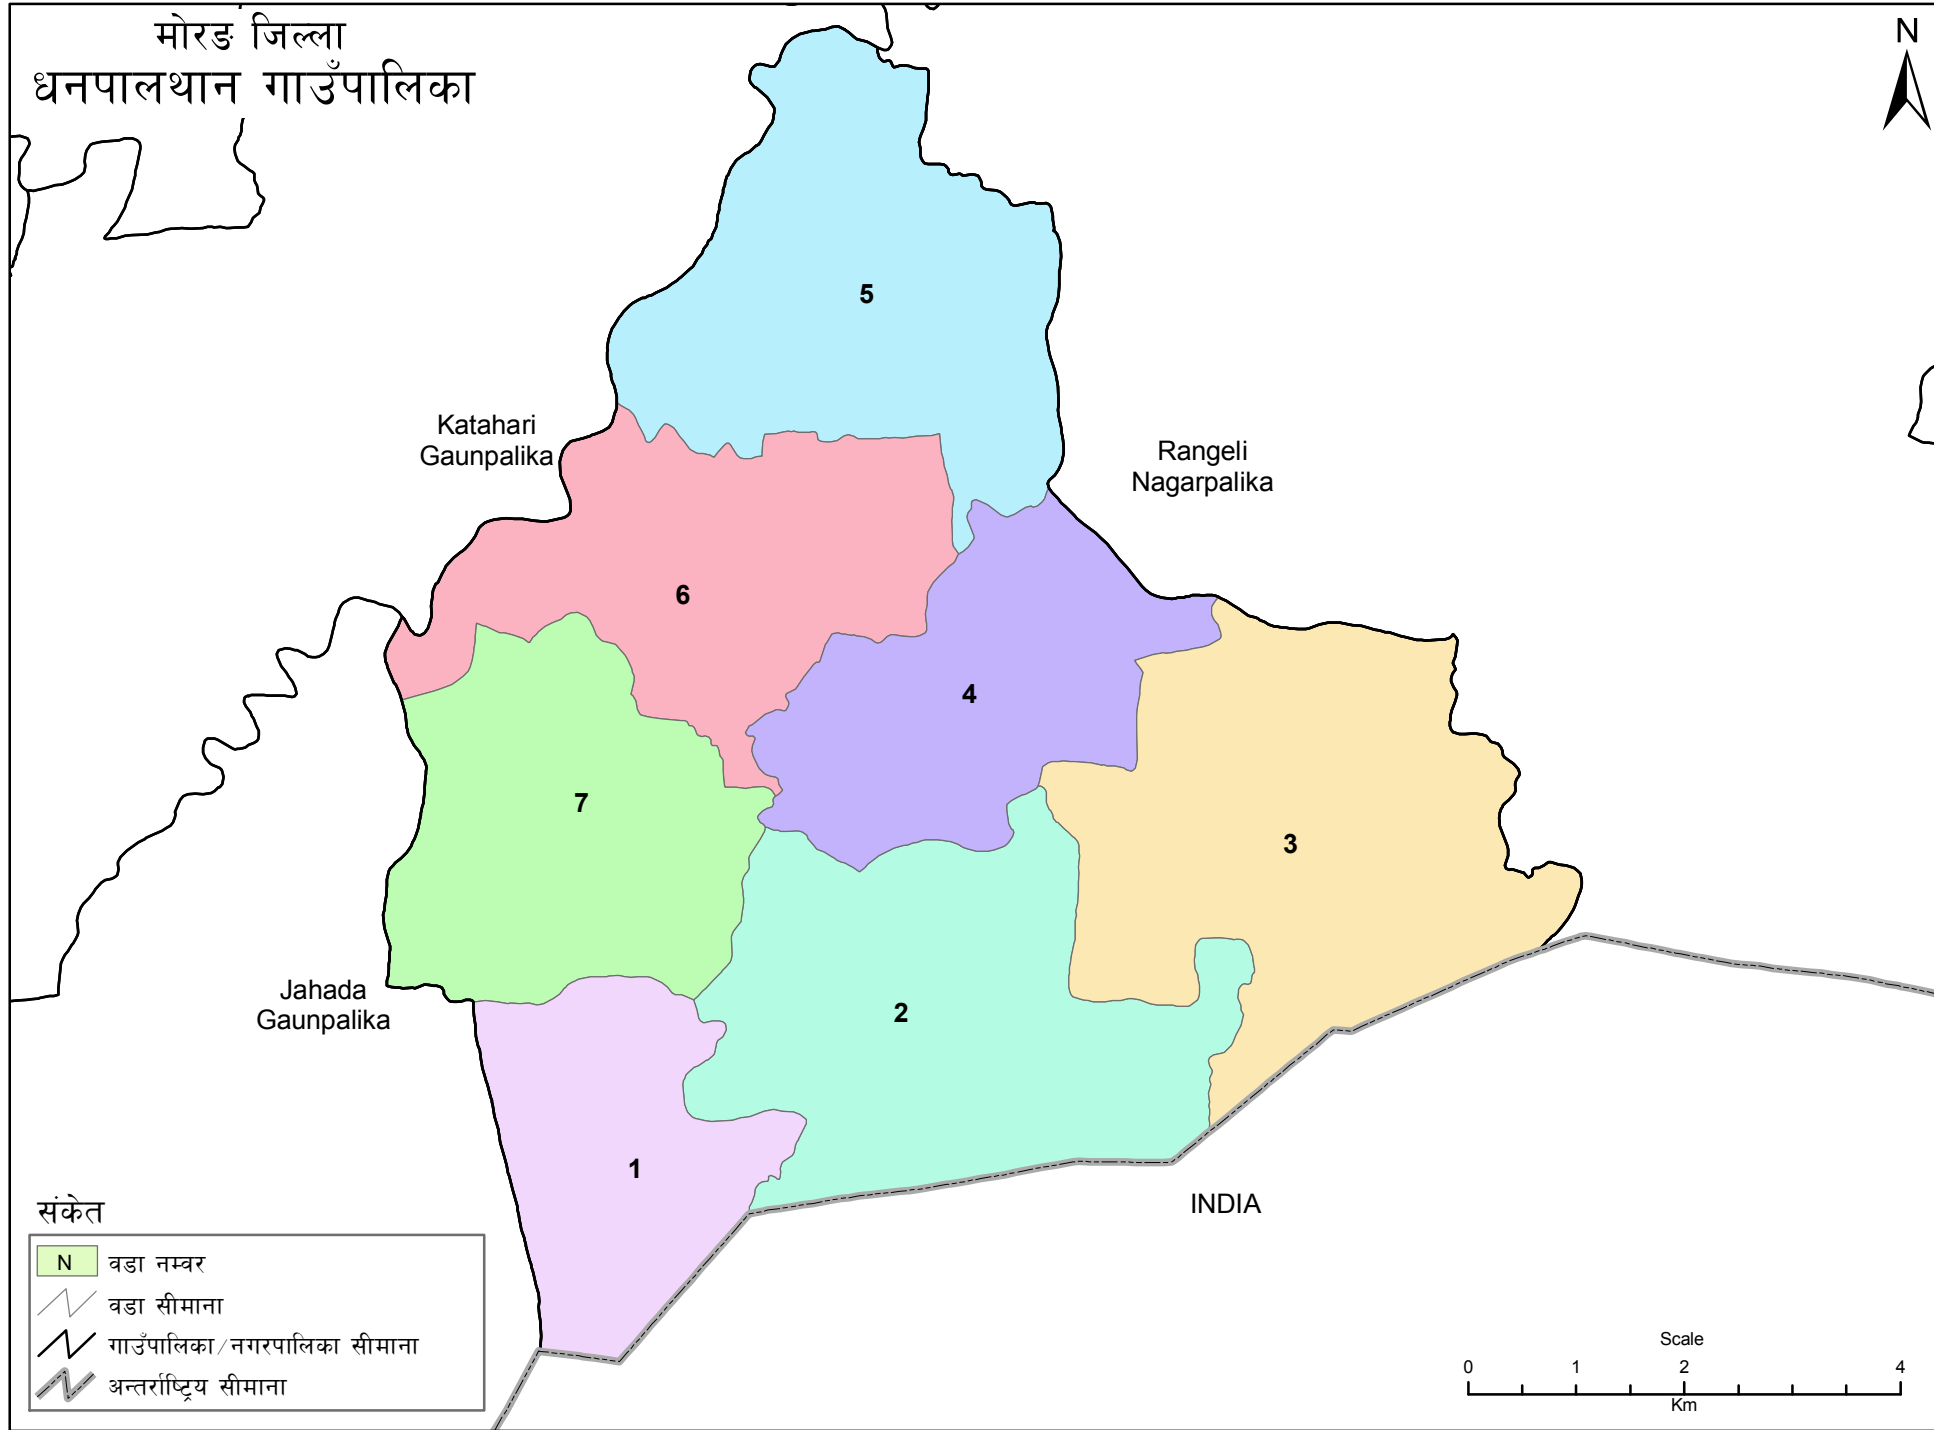 मोरङ जिल्ला
धनपालथान गाउँपालिका
N
5
Katahari
Gaunpalika
Rangeli
Nagarpalika
6
4
7
3
Jahada
Gaunpalika
2
1
INDIA
संकेत
N वडा नम्वर
वडा सीमाना
गाउँपालिका/नगरपालिका सीमाना
अन्तर्राष्ट्रिय सीमाना
Scale
0 1 2 4
Km